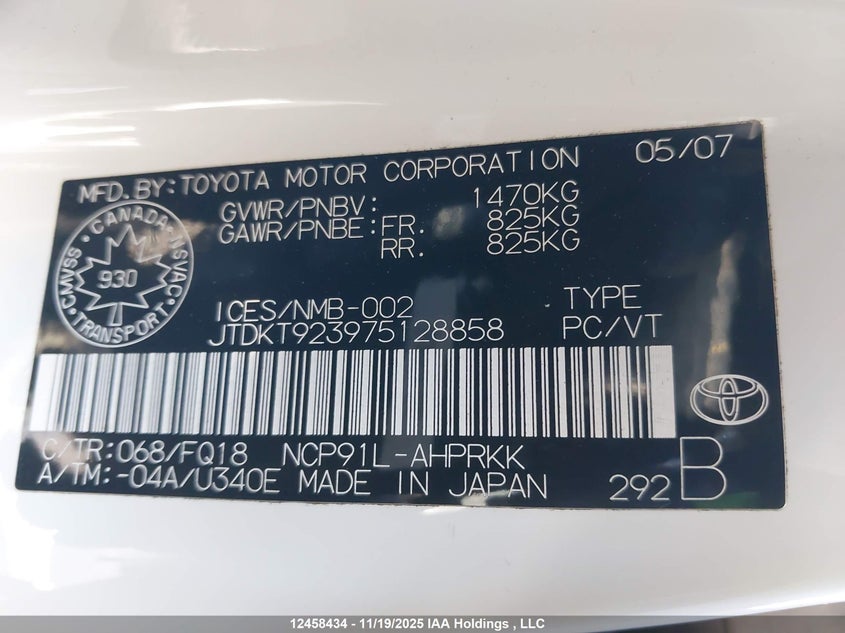 MFD.BY:TOYOTA MOTOR CORPORATION 05/07
GVWR/PNBV: 1470KG
GAWR/PNBE:FR. 825KG
RR. 825KG
CANADA
CMVSS NSVAC
930
TRANSPORT
ICES/NMB-002 TYPE
JTDKT923975128858 PC/VT
C/TR:068/FQ18 NCP91L-AHPRKK
A/TM:-04A/U340E MADE IN JAPAN 292 B
12458434 - 11/19/2025 IAA Holdings , LLC